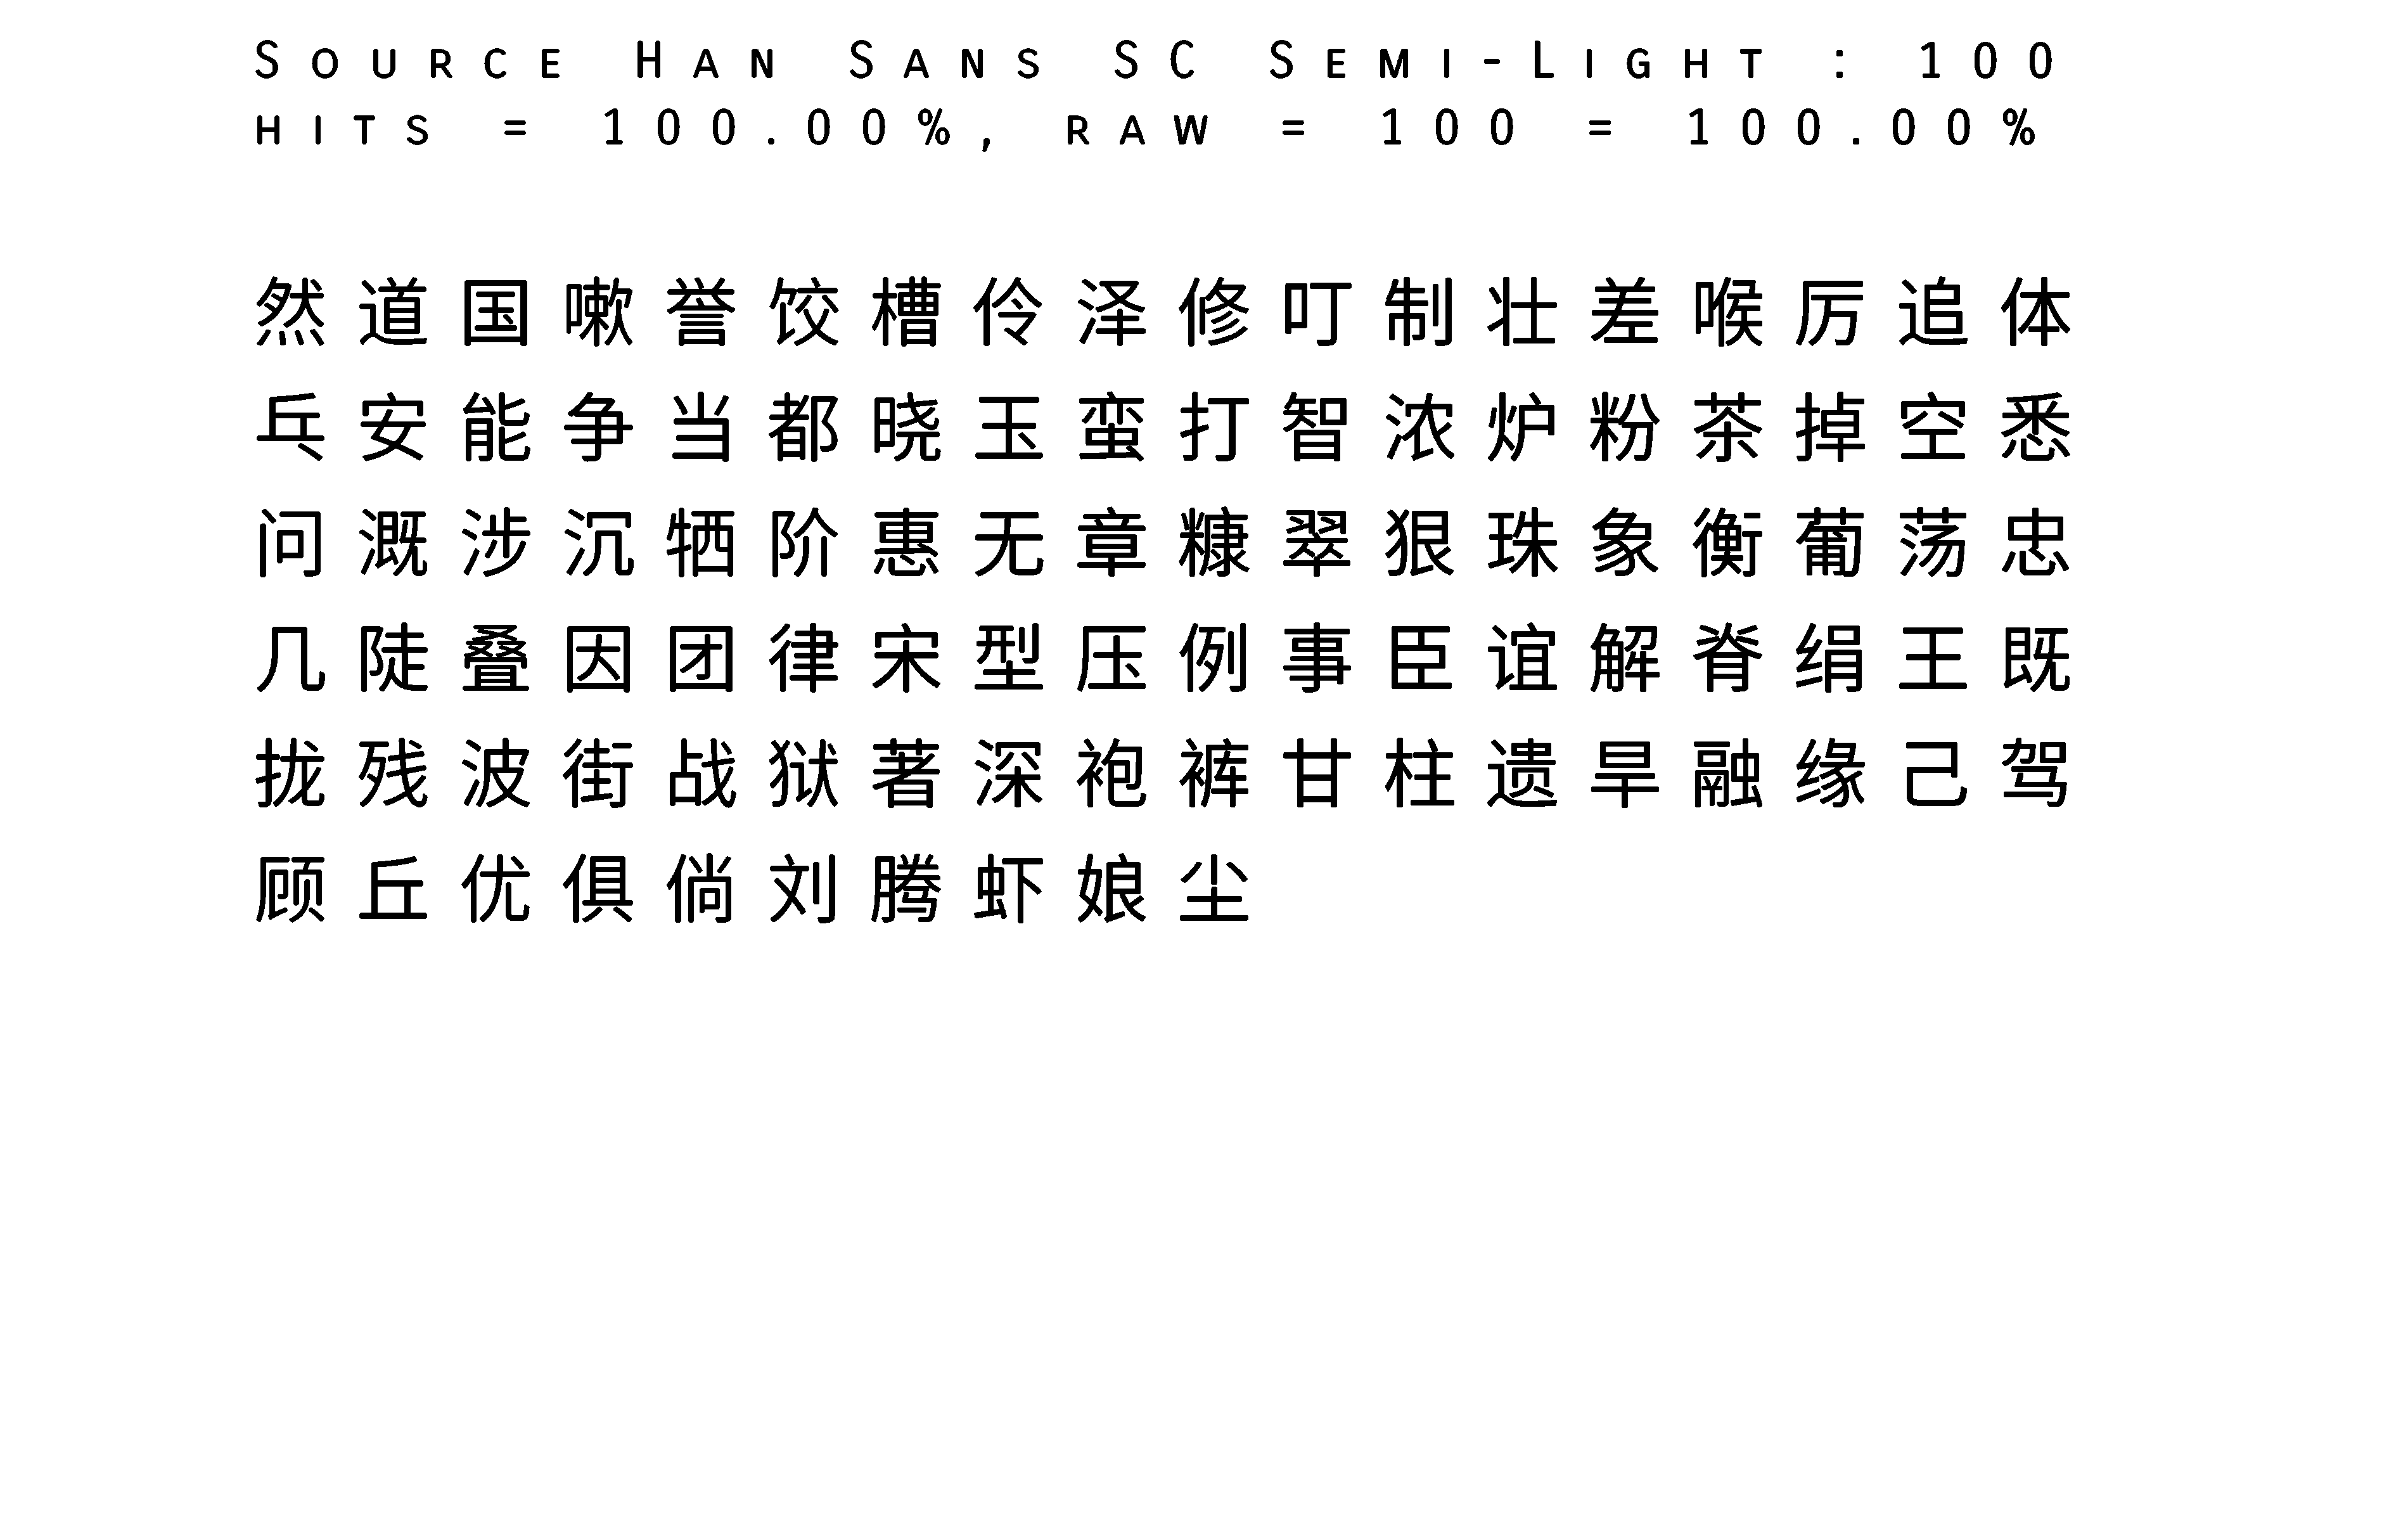 Source Han Sans SC Semi-Light : 100
hits = 100.00%, raw = 100 = 100.00%
然道国嗽誉饺槽伶泽修叮制壮差喉厉追体
乓安能争当都晓玉蛮打智浓炉粉茶掉空悉
问溉涉沉牺阶惠无章糠翠狠珠象衡葡荡忠
几陡叠因团律宋型压例事臣谊解脊绢王既
拢残波街战狱著深袍裤甘柱遗旱融缘己驾
顾丘优俱倘刘腾虾娘尘